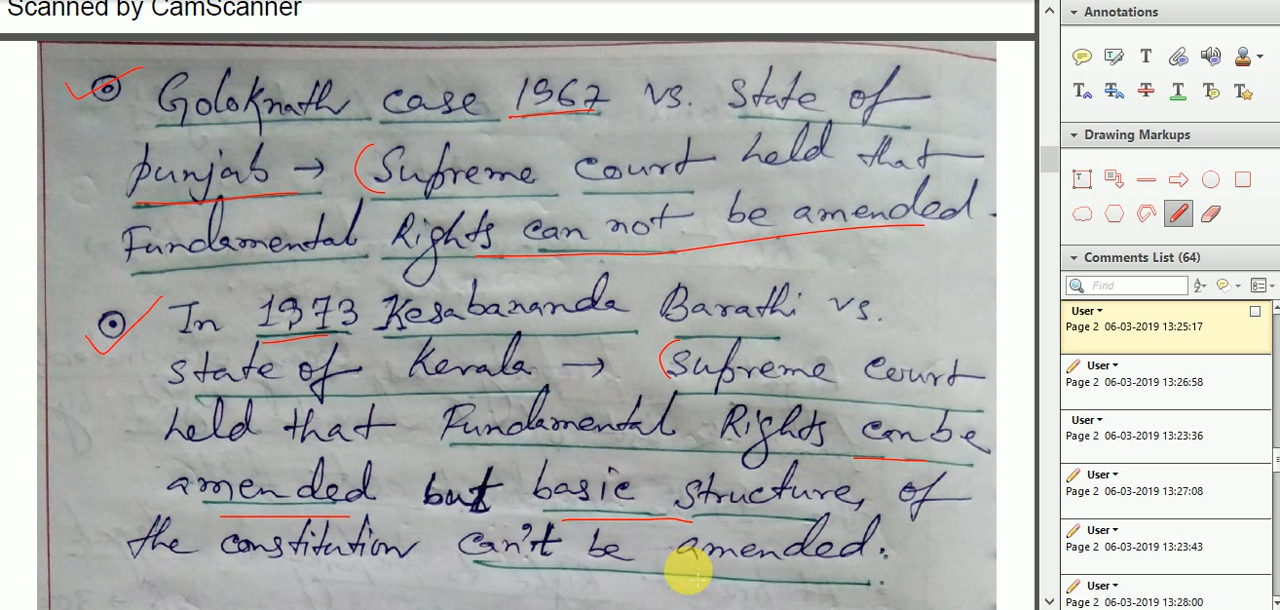 Scanned by CamScanner
Goloknath case 1967 vs. State of
Punjab → (Supreme court held that
Fundamental Rights can not be amended.
In 1973 Kesabananda Barathi vs.
state of Kerala → (Supreme court
held that Fundamental Rights can be
amended but basic structure, of
the constitution can't be amended.
Annotations
Drawing Markups
Comments List (64)
Find
User
Page 2 06-03-2019 13:25:17
User
Page 2 06-03-2019 13:26:58
User
Page 2 06-03-2019 13:23:36
User
Page 2 06-03-2019 13:27:08
User
Page 2 06-03-2019 13:23:43
User
Page 2 06-03-2019 13:28:00